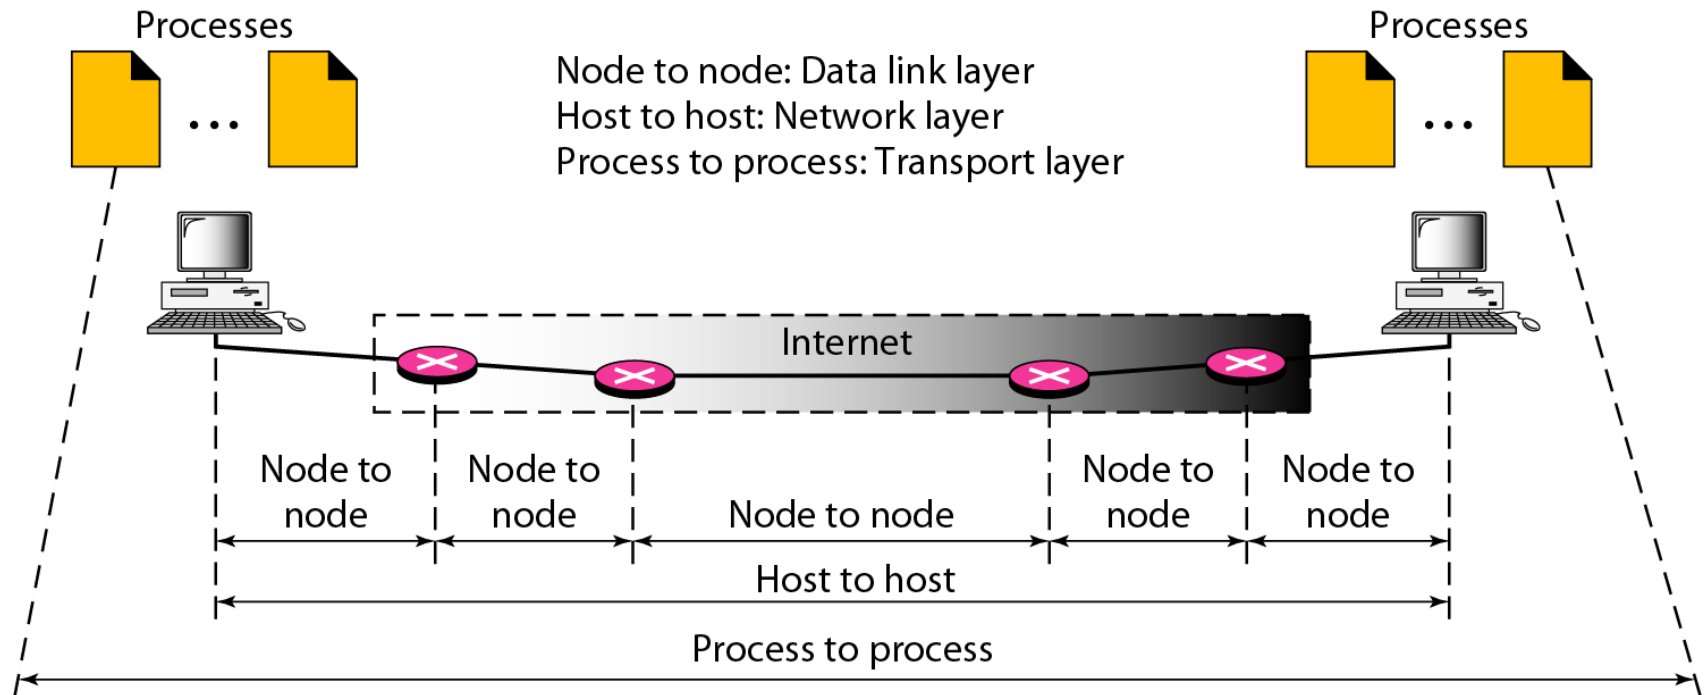 Processes
Processes
Node to node: Data link layer
Host to host: Network layer
Process to process: Transport layer
Internet
Node to
node
Node to
node
Node to node
Node to
node
Node to
node
Host to host
Process to process